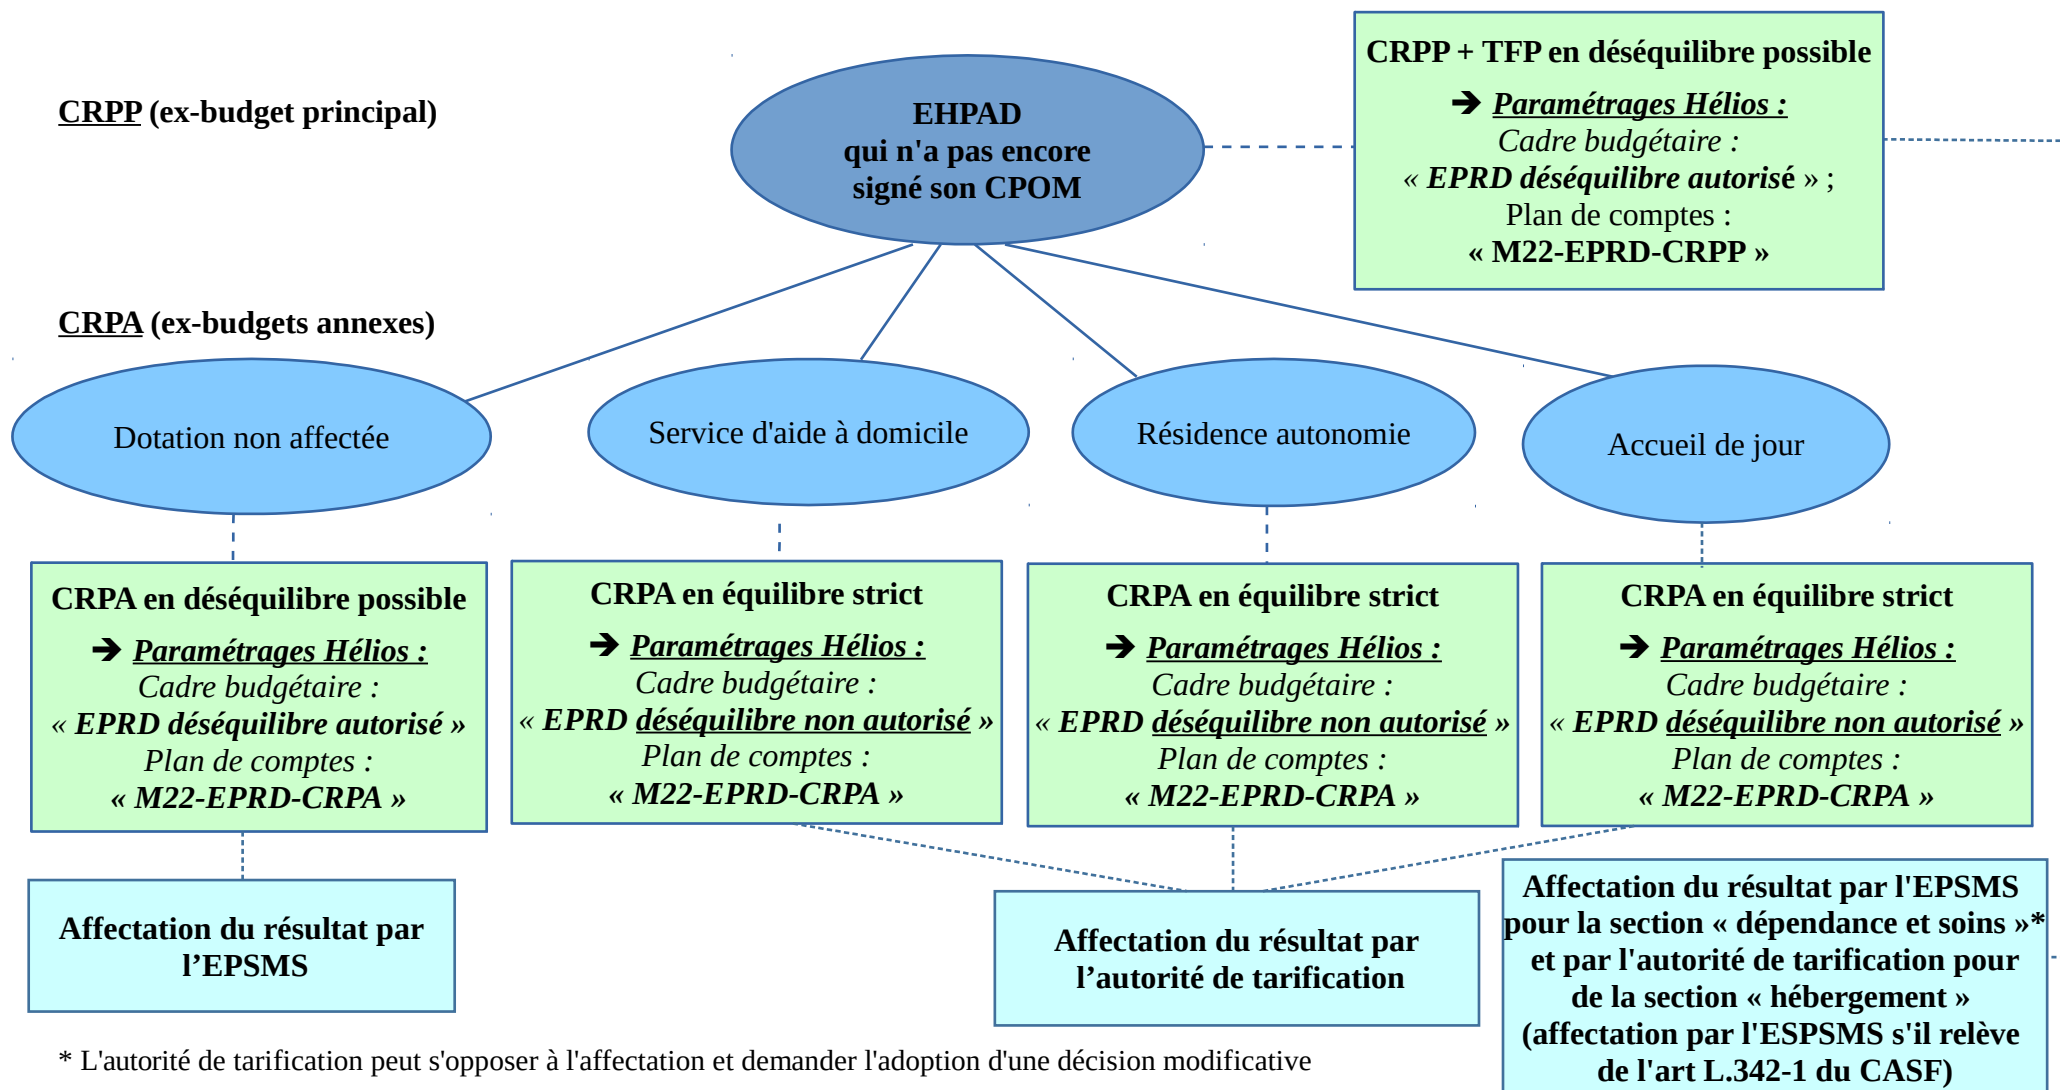 CRPP (ex-budget principal)
EHPAD
qui n'a pas encore
signé son CPOM
CRPP + TFP en déséquilibre possible
➔ Paramétrages Hélios :
Cadre budgétaire :
« EPRD déséquilibre autorisé » ;
Plan de comptes :
« M22-EPRD-CRPP »
CRPA (ex-budgets annexes)
Dotation non affectée
Service d'aide à domicile
Résidence autonomie
Accueil de jour
CRPA en déséquilibre possible
➔ Paramétrages Hélios :
Cadre budgétaire :
« EPRD déséquilibre autorisé »
Plan de comptes :
« M22-EPRD-CRPA »
CRPA en équilibre strict
➔ Paramétrages Hélios :
Cadre budgétaire :
« EPRD déséquilibre non autorisé »
Plan de comptes :
« M22-EPRD-CRPA »
CRPA en équilibre strict
➔ Paramétrages Hélios :
Cadre budgétaire :
« EPRD déséquilibre non autorisé »
Plan de comptes :
« M22-EPRD-CRPA »
CRPA en équilibre strict
➔ Paramétrages Hélios :
Cadre budgétaire :
« EPRD déséquilibre non autorisé »
Plan de comptes :
« M22-EPRD-CRPA »
Affectation du résultat par
l’EPSMS
Affectation du résultat par
l’autorité de tarification
Affectation du résultat par l'EPSMS
pour la section « dépendance et soins »*
et par l'autorité de tarification pour
de la section « hébergement »
(affectation par l'ESPSMS s'il relève
de l'art L.342-1 du CASF)
* L'autorité de tarification peut s'opposer à l'affectation et demander l'adoption d'une décision modificative